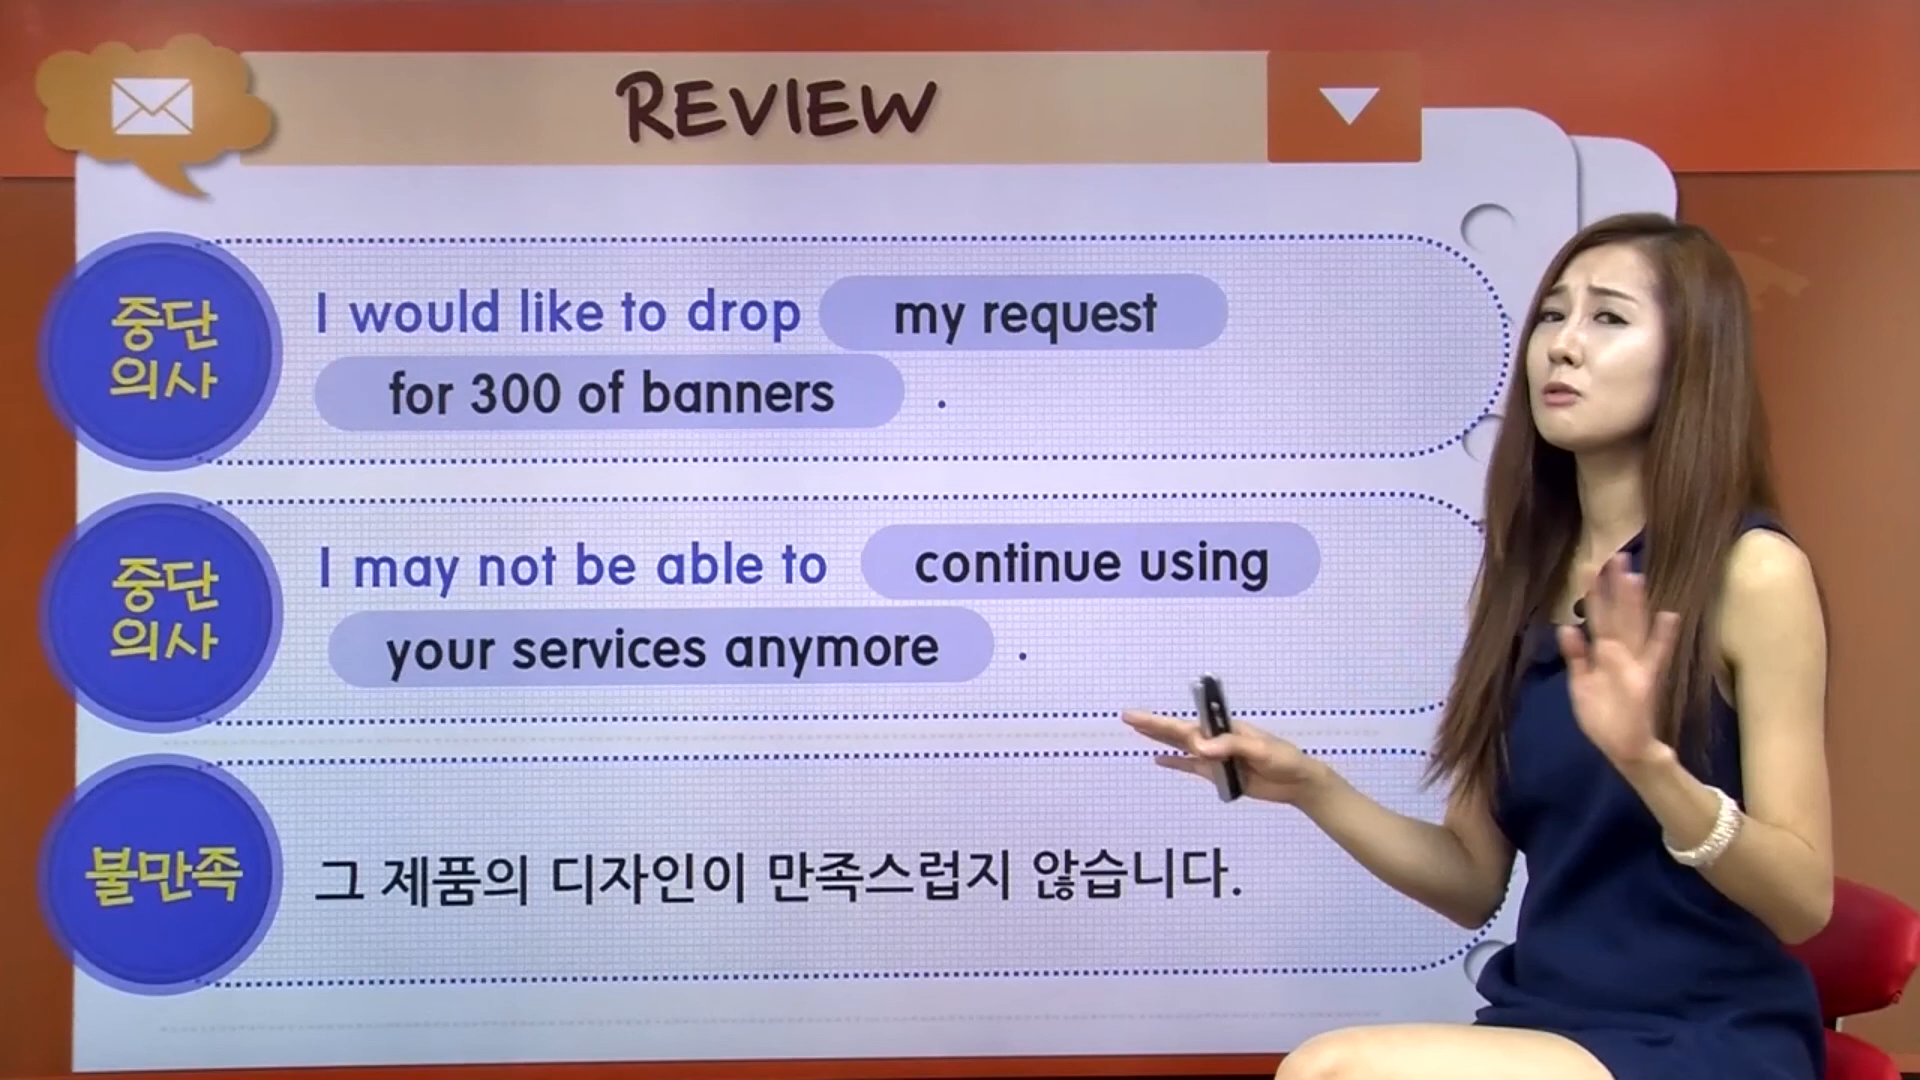 REVIEW
중단
의사
I would like to drop my request
for 300 of banners .
중단
의사
I may not be able to continue using
your services anymore .
불만족
그 제품의 디자인이 만족스럽지 않습니다.